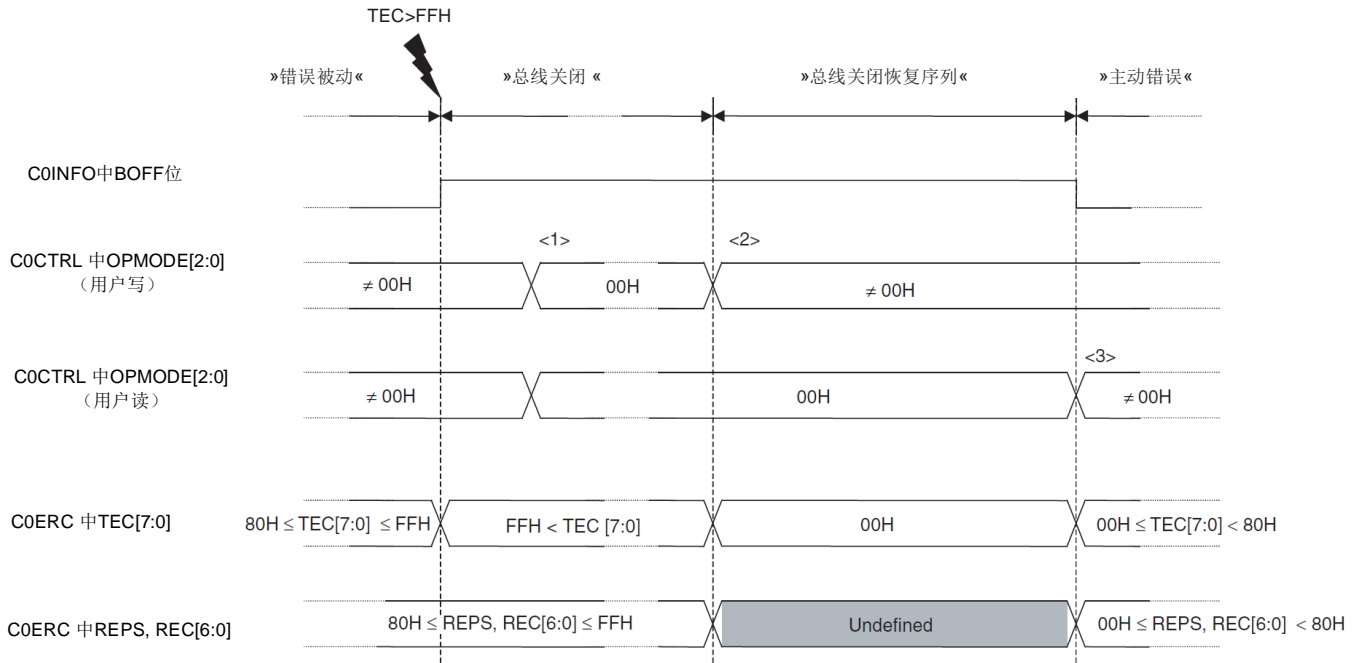 TEC>FFH
»错误被动« »总线关闭 « »总线关闭恢复序列« »主动错误«
C0INFO中BOFF位
<1> <2>
C0CTRL 中OPMODE[2:0]
（用户写）
≠ 00H 00H ≠ 00H
<3>
C0CTRL 中OPMODE[2:0]
（用户读）
≠ 00H 00H ≠ 00H
C0ERC 中TEC[7:0] 80H ≤ TEC[7:0] ≤ FFH FFH < TEC [7:0] 00H 00H ≤ TEC[7:0] < 80H
C0ERC 中REPS, REC[6:0] 80H ≤ REPS, REC[6:0] ≤ FFH Undefined 00H ≤ REPS, REC[6:0] < 80H